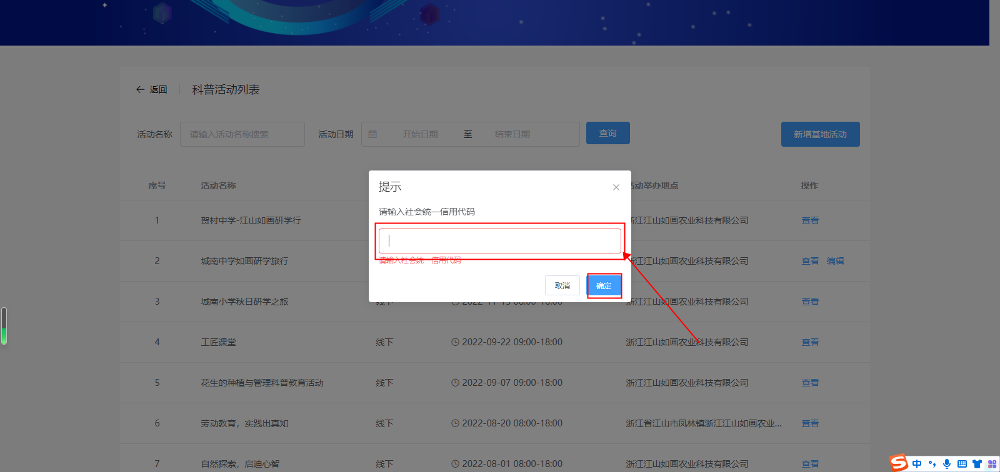 返回 科普活动列表
活动名称 请输入活动名称搜索 活动日期 开始日期 至 结束日期 查询 新增基地活动
序号 活动名称 活动举办地点 操作
提示
请输入社会统一信用代码
请输入社会统一信用代码
取消 确定
1 贺村中学-江山如画研学行 浙江江山如画农业科技有限公司 查看
2 城南中学如画研学旅行 浙江江山如画农业科技有限公司 查看 编辑
3 城南小学秋日研学之旅 线下 浙江江山如画农业科技有限公司 查看
4 工匠课堂 线下 2022-09-22 09:00-18:00 浙江江山如画农业科技有限公司 查看
5 花生的种植与管理科普教育活动 线下 2022-09-07 09:00-18:00 浙江江山如画农业科技有限公司 查看
6 劳动教育，实践出真知 线下 2022-08-20 08:00-18:00 浙江省江山市凤林镇浙江江山如画农业... 查看
7 自然探索，启迪心智 线下 2022-08-01 08:00-18:00 浙江江山如画农业科技有限公司 查看
中